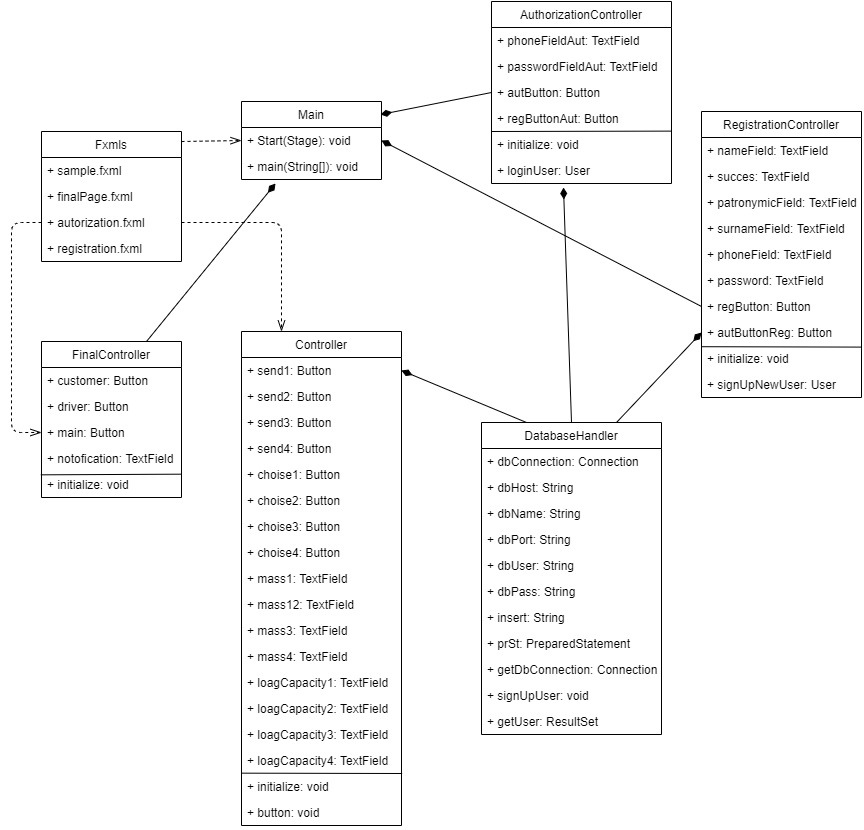 AuthorizationController
+ phoneFieldAut: TextField
+ passwordFieldAut: TextField
+ autButton: Button
+ regButtonAut: Button
+ initialize: void
+ loginUser: User
Main
+ Start(Stage): void
+ main(String[]): void
RegistrationController
+ nameField: TextField
+ succes: TextField
+ patronymicField: TextField
+ surnameField: TextField
+ phoneField: TextField
+ password: TextField
+ regButton: Button
+ autButtonReg: Button
+ initialize: void
+ signUpNewUser: User
Fxmls
+ sample.fxml
+ finalPage.fxml
+ autorization.fxml
+ registration.fxml
FinalController
+ customer: Button
+ driver: Button
+ main: Button
+ notofication: TextField
+ initialize: void
Controller
+ send1: Button
+ send2: Button
+ send3: Button
+ send4: Button
+ choise1: Button
+ choise2: Button
+ choise3: Button
+ choise4: Button
+ mass1: TextField
+ mass12: TextField
+ mass3: TextField
+ mass4: TextField
+ loagCapacity1: TextField
+ loagCapacity2: TextField
+ loagCapacity3: TextField
+ loagCapacity4: TextField
+ initialize: void
+ button: void
DatabaseHandler
+ dbConnection: Connection
+ dbHost: String
+ dbName: String
+ dbPort: String
+ dbUser: String
+ dbPass: String
+ insert: String
+ prSt: PreparedStatement
+ getDbConnection: Connection
+ signUpUser: void
+ getUser: ResultSet